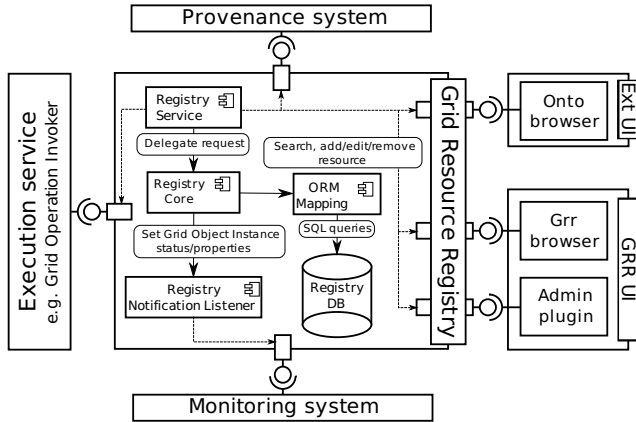 Provenance system
Execution service
e.g. Grid Operation Invoker
Registry
Service
Delegate request
Search, add/edit/remove
resource
Registry
Core
ORM
Mapping
Set Grid Object Instance
status/properties
SQL queries
Registry
Notification Listener
Registry
DB
Grid Resource Registry
Onto
browser
Ext UI
Grr
browser
Admin
plugin
GRR UI
Monitoring system